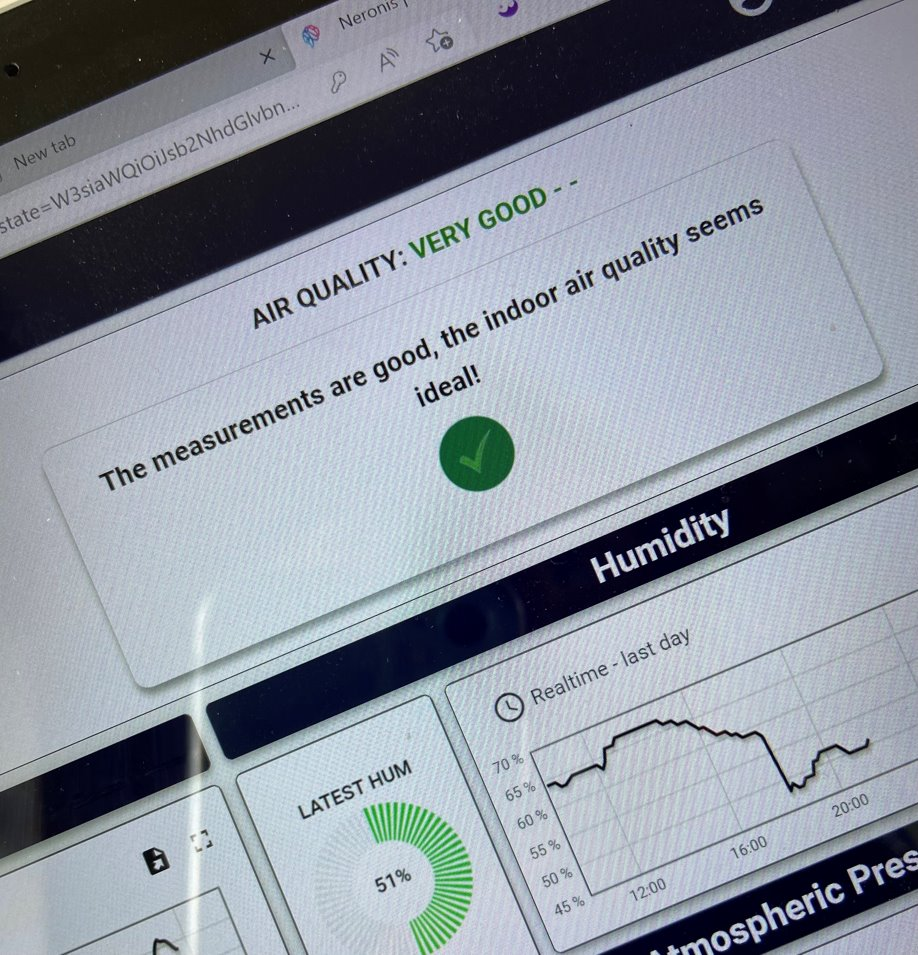 Neronis
New tab
state=W3siaWQiOiJsb2NhdGlvbn...
AIR QUALITY: VERY GOOD - -
The measurements are good, the indoor air quality seems
ideal!
Humidity
LATEST HUM
51%
Realtime - last day
70 %
65 %
60 %
55 %
50 %
45 %
12:00
16:00
20:00
Atmospheric Pres